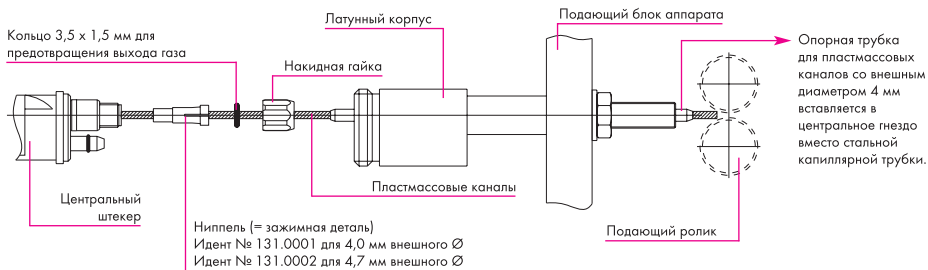 Кольцо 3,5 x 1,5 мм для
предотвращения выхода газа
Латунный корпус
Подающий блок аппарата
Накидная гайка
Опорная трубка
для пластмассовых
каналов со внешным
диаметром 4 мм
вставляется в
центральное гнездо
вместо стальной
капиллярной трубки.
Пластмассовые каналы
Центральный
штекер
Ниппель (= зажимная деталь)
Идент № 131.0001 для 4,0 мм внешного Ø
Идент № 131.0002 для 4,7 мм внешного Ø
Подающий ролик